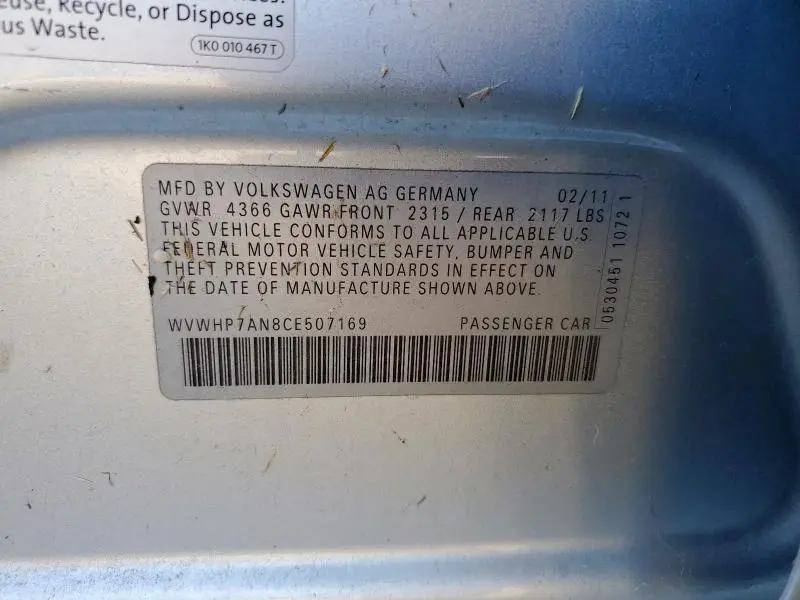 Recycle, or Dispose as
us Waste.
1K0 010 467 T
MFD BY VOLKSWAGEN AG GERMANY 02/11
GVWR 4366 GAWR FRONT 2315 / REAR 2117 LBS
THIS VEHICLE CONFORMS TO ALL APPLICABLE U.S.
FEDERAL MOTOR VEHICLE SAFETY, BUMPER AND
THEFT PREVENTION STANDARDS IN EFFECT ON
THE DATE OF MANUFACTURE SHOWN ABOVE.
WVWHP7AN8CE507169 PASSENGER CAR
0530451 1072 1